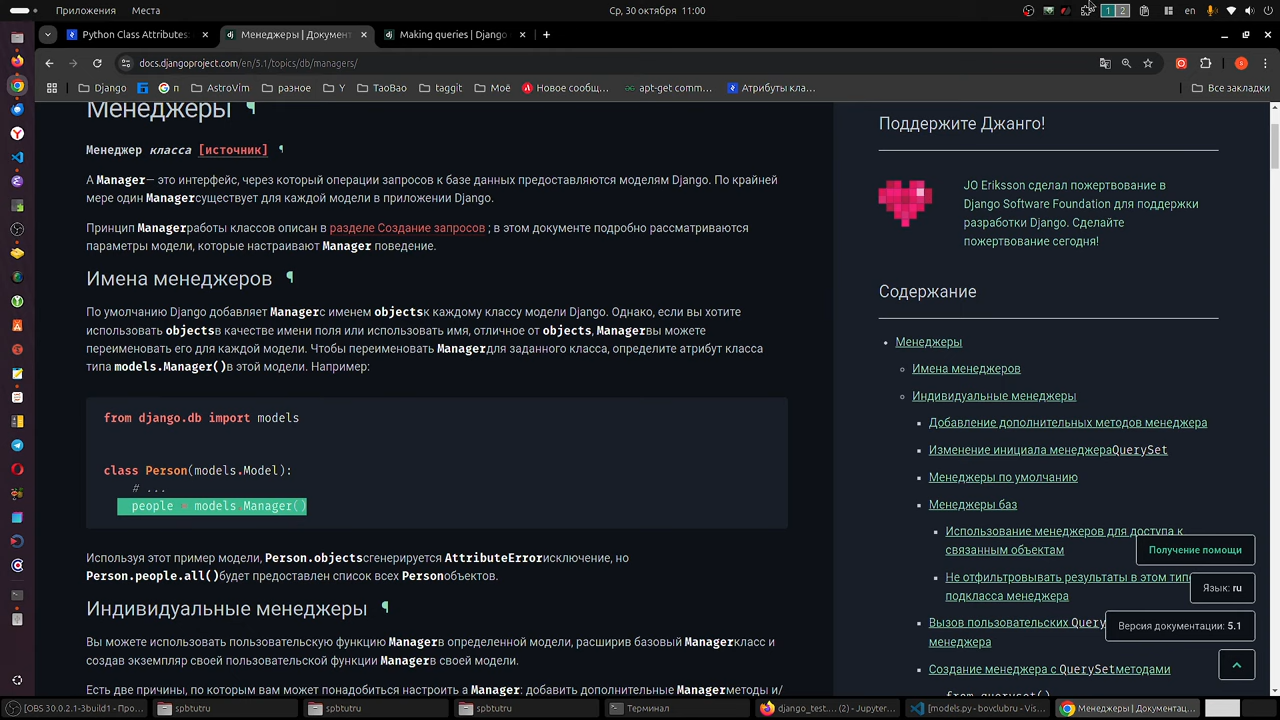 Приложения
Места
Ср, 30 октября 11:00
1 2
en
Python Class Attributes: ×
Менеджеры | Документ ×
Making queries | Django ×
docs.djangoproject.com/en/5.1/topics/db/managers/
Django
п
AstroVim
разное
Y
TaoBao
taggit
Моё
Новое сообщ...
apt-get comm...
Атрибуты кла...
Все закладки
Менеджеры ¶
Менеджер класса [источник] ¶
А Manager— это интерфейс, через который операции запросов к базе данных предоставляются моделям Django. По крайней
мере один Managerсуществует для каждой модели в приложении Django.
Принцип Managerработы классов описан в разделе Создание запросов ; в этом документе подробно рассматриваются
параметры модели, которые настраивают Manager поведение.
Имена менеджеров ¶
По умолчанию Django добавляет Managerс именем objectsк каждому классу модели Django. Однако, если вы хотите
использовать objectsв качестве имени поля или использовать имя, отличное от objects, Managerвы можете
переименовать его для каждой модели. Чтобы переименовать Managerдля заданного класса, определите атрибут класса
типа models.Manager()в этой модели. Например:
from django.db import models
class Person(models.Model):
# ...
people = models.Manager()
Используя этот пример модели, Person.objectsсгенерируется AttributeErrorисключение, но
Person.people.all()будет предоставлен список всех Personобъектов.
Индивидуальные менеджеры ¶
Вы можете использовать пользовательскую функцию Managerв определенной модели, расширив базовый Managerкласс и
создав экземпляр своей пользовательской функции Managerв своей модели.
Есть две причины, по которым вам может понадобиться настроить а Manager: добавить дополнительные Managerметоды и/
Поддержите Джанго!
JO Eriksson сделал пожертвование в
Django Software Foundation для поддержки
разработки Django. Сделайте
пожертвование сегодня!
Содержание
Менеджеры
Имена менеджеров
Индивидуальные менеджеры
Добавление дополнительных методов менеджера
Изменение инициала менеджераQuerySet
Менеджеры по умолчанию
Менеджеры баз
Использование менеджеров для доступа к
связанным объектам
Не отфильтровывать результаты в этом типе
подкласса менеджера
Вызов пользовательских Query
менеджера
Создание менеджера с QuerySetметодами
from_queryset()
Получение помощи
Язык: ru
Версия документации: 5.1
[OBS 30.0.2.1-3build1 - Про...
spbtutru
spbtutru
spbtutru
Терминал
django_test.... (2) - Jupyter...
[models.py - bovclubru - Vis...
Менеджеры | Документац...